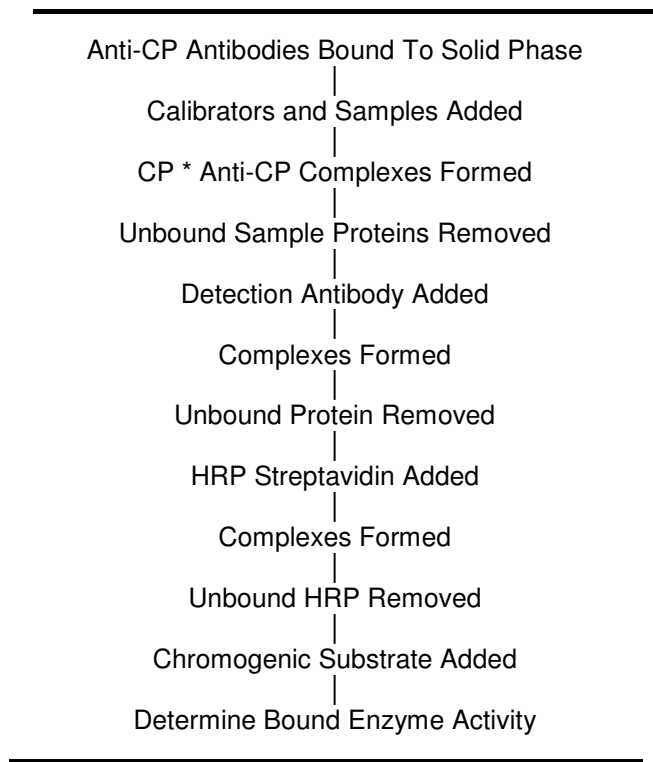 Anti-CP Antibodies Bound To Solid Phase
Calibrators and Samples Added
CP * Anti-CP Complexes Formed
Unbound Sample Proteins Removed
Detection Antibody Added
Complexes Formed
Unbound Protein Removed
HRP Streptavidin Added
Complexes Formed
Unbound HRP Removed
Chromogenic Substrate Added
Determine Bound Enzyme Activity